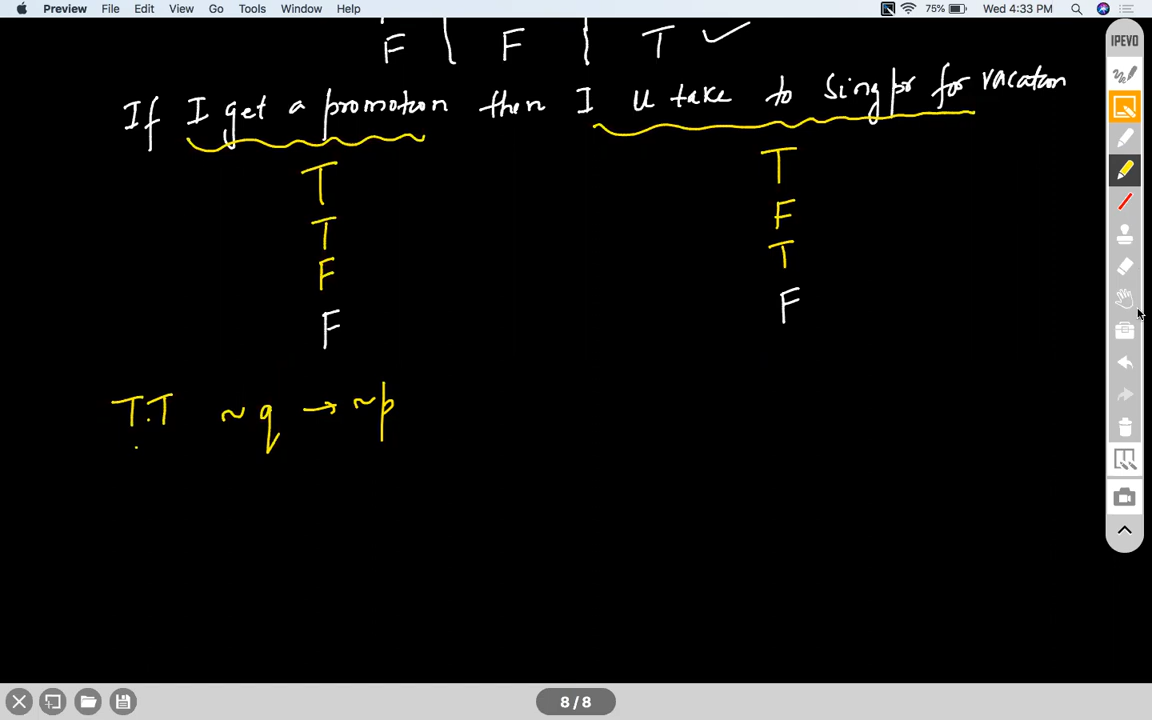 Preview File Edit View Go Tools Window Help 75% Wed 4:33 PM
IPEVO
F | F | T ✓
If I get a promotion then I u take to Singpr for vacation
T T
T F
F T
F F
T.T ~q → ~p
8 / 8